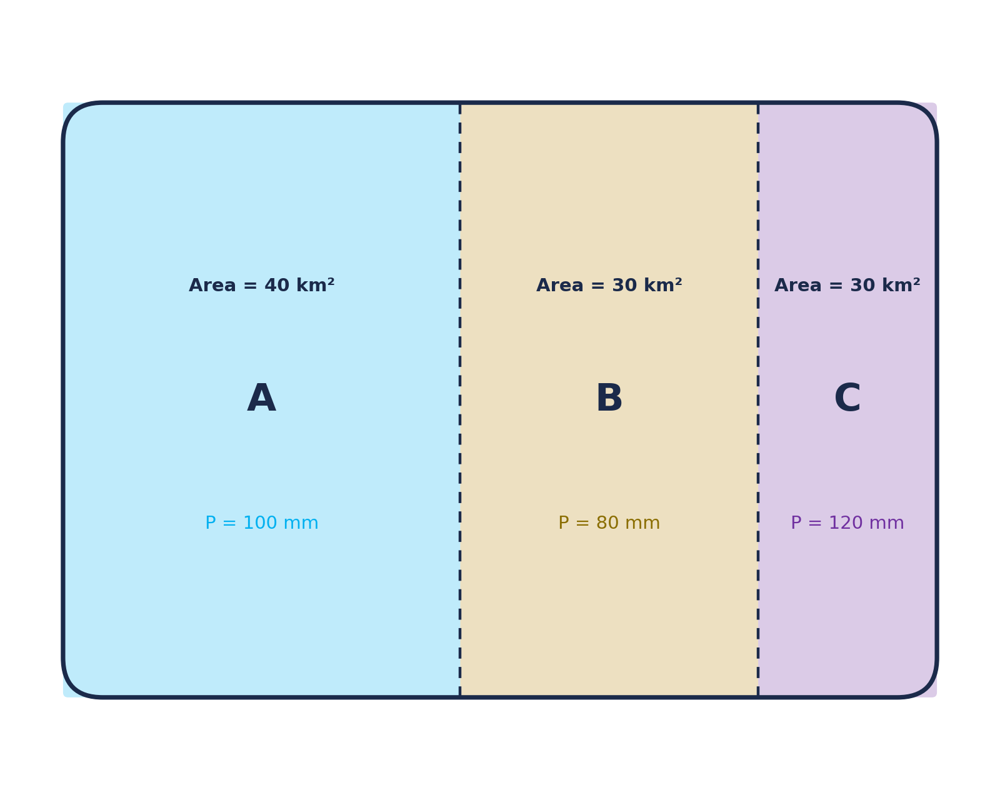 Area = 40 km²
A
P = 100 mm
Area = 30 km²
B
P = 80 mm
Area = 30 km²
C
P = 120 mm